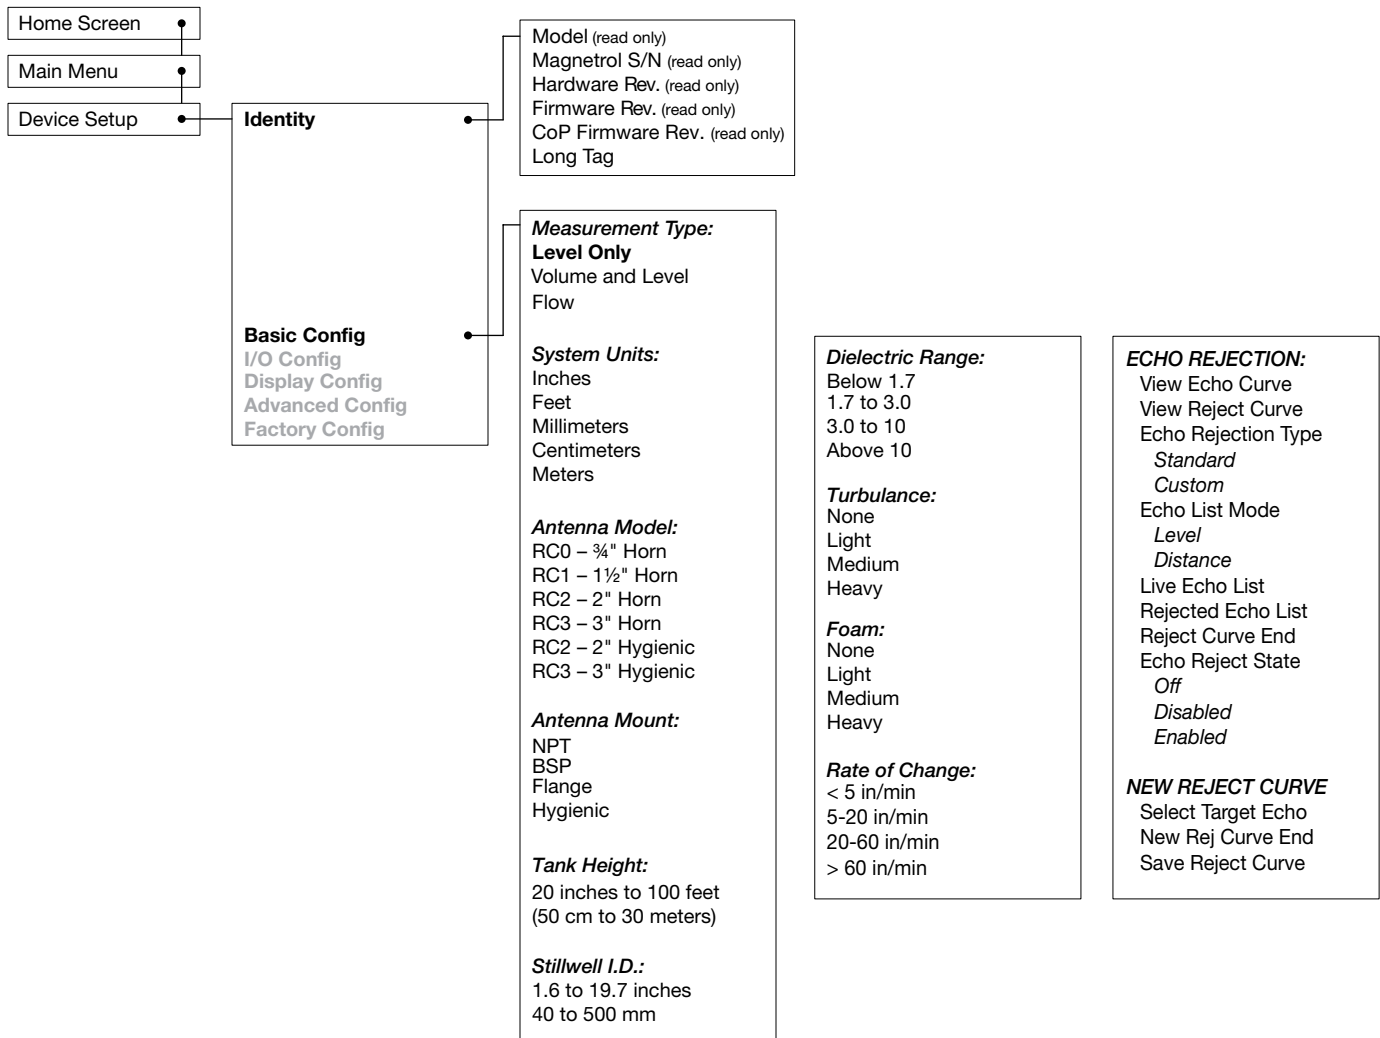 Home Screen
Main Menu
Device Setup
Identity
Basic Config
I/O Config
Display Config
Advanced Config
Factory Config
Model (read only)
Magnetrol S/N (read only)
Hardware Rev. (read only)
Firmware Rev. (read only)
CoP Firmware Rev. (read only)
Long Tag
Measurement Type:
Level Only
Volume and Level
Flow
System Units:
Inches
Feet
Millimeters
Centimeters
Meters
Antenna Model:
RC0 – ¾" Horn
RC1 – 1½" Horn
RC2 – 2" Horn
RC3 – 3" Horn
RC2 – 2" Hygienic
RC3 – 3" Hygienic
Antenna Mount:
NPT
BSP
Flange
Hygienic
Tank Height:
20 inches to 100 feet
(50 cm to 30 meters)
Stillwell I.D.:
1.6 to 19.7 inches
40 to 500 mm
Dielectric Range:
Below 1.7
1.7 to 3.0
3.0 to 10
Above 10
Turbulance:
None
Light
Medium
Heavy
Foam:
None
Light
Medium
Heavy
Rate of Change:
< 5 in/min
5-20 in/min
20-60 in/min
> 60 in/min
ECHO REJECTION:
View Echo Curve
View Reject Curve
Echo Rejection Type
Standard
Custom
Echo List Mode
Level
Distance
Live Echo List
Rejected Echo List
Reject Curve End
Echo Reject State
Off
Disabled
Enabled
NEW REJECT CURVE
Select Target Echo
New Rej Curve End
Save Reject Curve